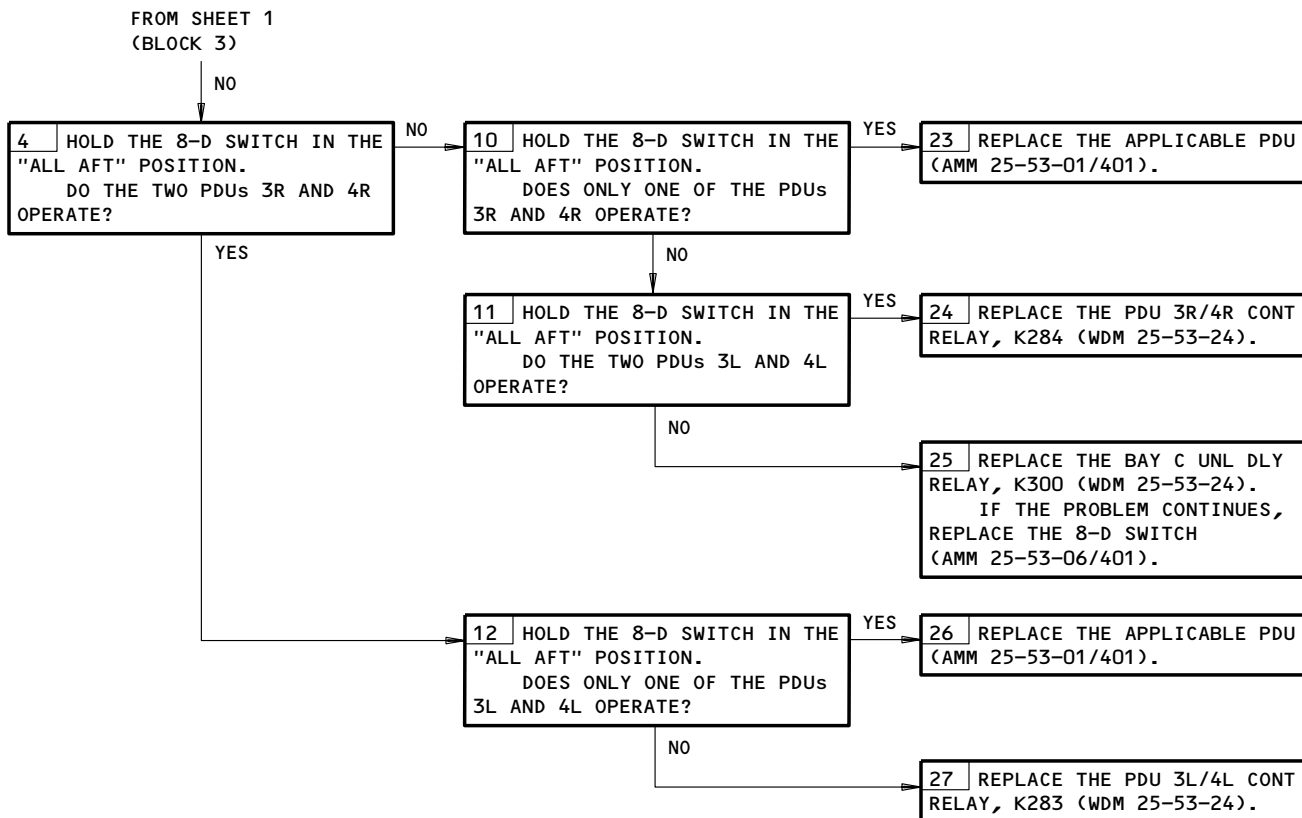 FROM SHEET 1
(BLOCK 3)
NO
4 HOLD THE 8-D SWITCH IN THE
"ALL AFT" POSITION.
DO THE TWO PDUs 3R AND 4R
OPERATE?
NO
10 HOLD THE 8-D SWITCH IN THE
"ALL AFT" POSITION.
DOES ONLY ONE OF THE PDUs
3R AND 4R OPERATE?
YES
23 REPLACE THE APPLICABLE PDU
(AMM 25-53-01/401).
YES
NO
11 HOLD THE 8-D SWITCH IN THE
"ALL AFT" POSITION.
DO THE TWO PDUs 3L AND 4L
OPERATE?
YES
24 REPLACE THE PDU 3R/4R CONT
RELAY, K284 (WDM 25-53-24).
NO
25 REPLACE THE BAY C UNL DLY
RELAY, K300 (WDM 25-53-24).
IF THE PROBLEM CONTINUES,
REPLACE THE 8-D SWITCH
(AMM 25-53-06/401).
12 HOLD THE 8-D SWITCH IN THE
"ALL AFT" POSITION.
DOES ONLY ONE OF THE PDUs
3L AND 4L OPERATE?
YES
26 REPLACE THE APPLICABLE PDU
(AMM 25-53-01/401).
NO
27 REPLACE THE PDU 3L/4L CONT
RELAY, K283 (WDM 25-53-24).